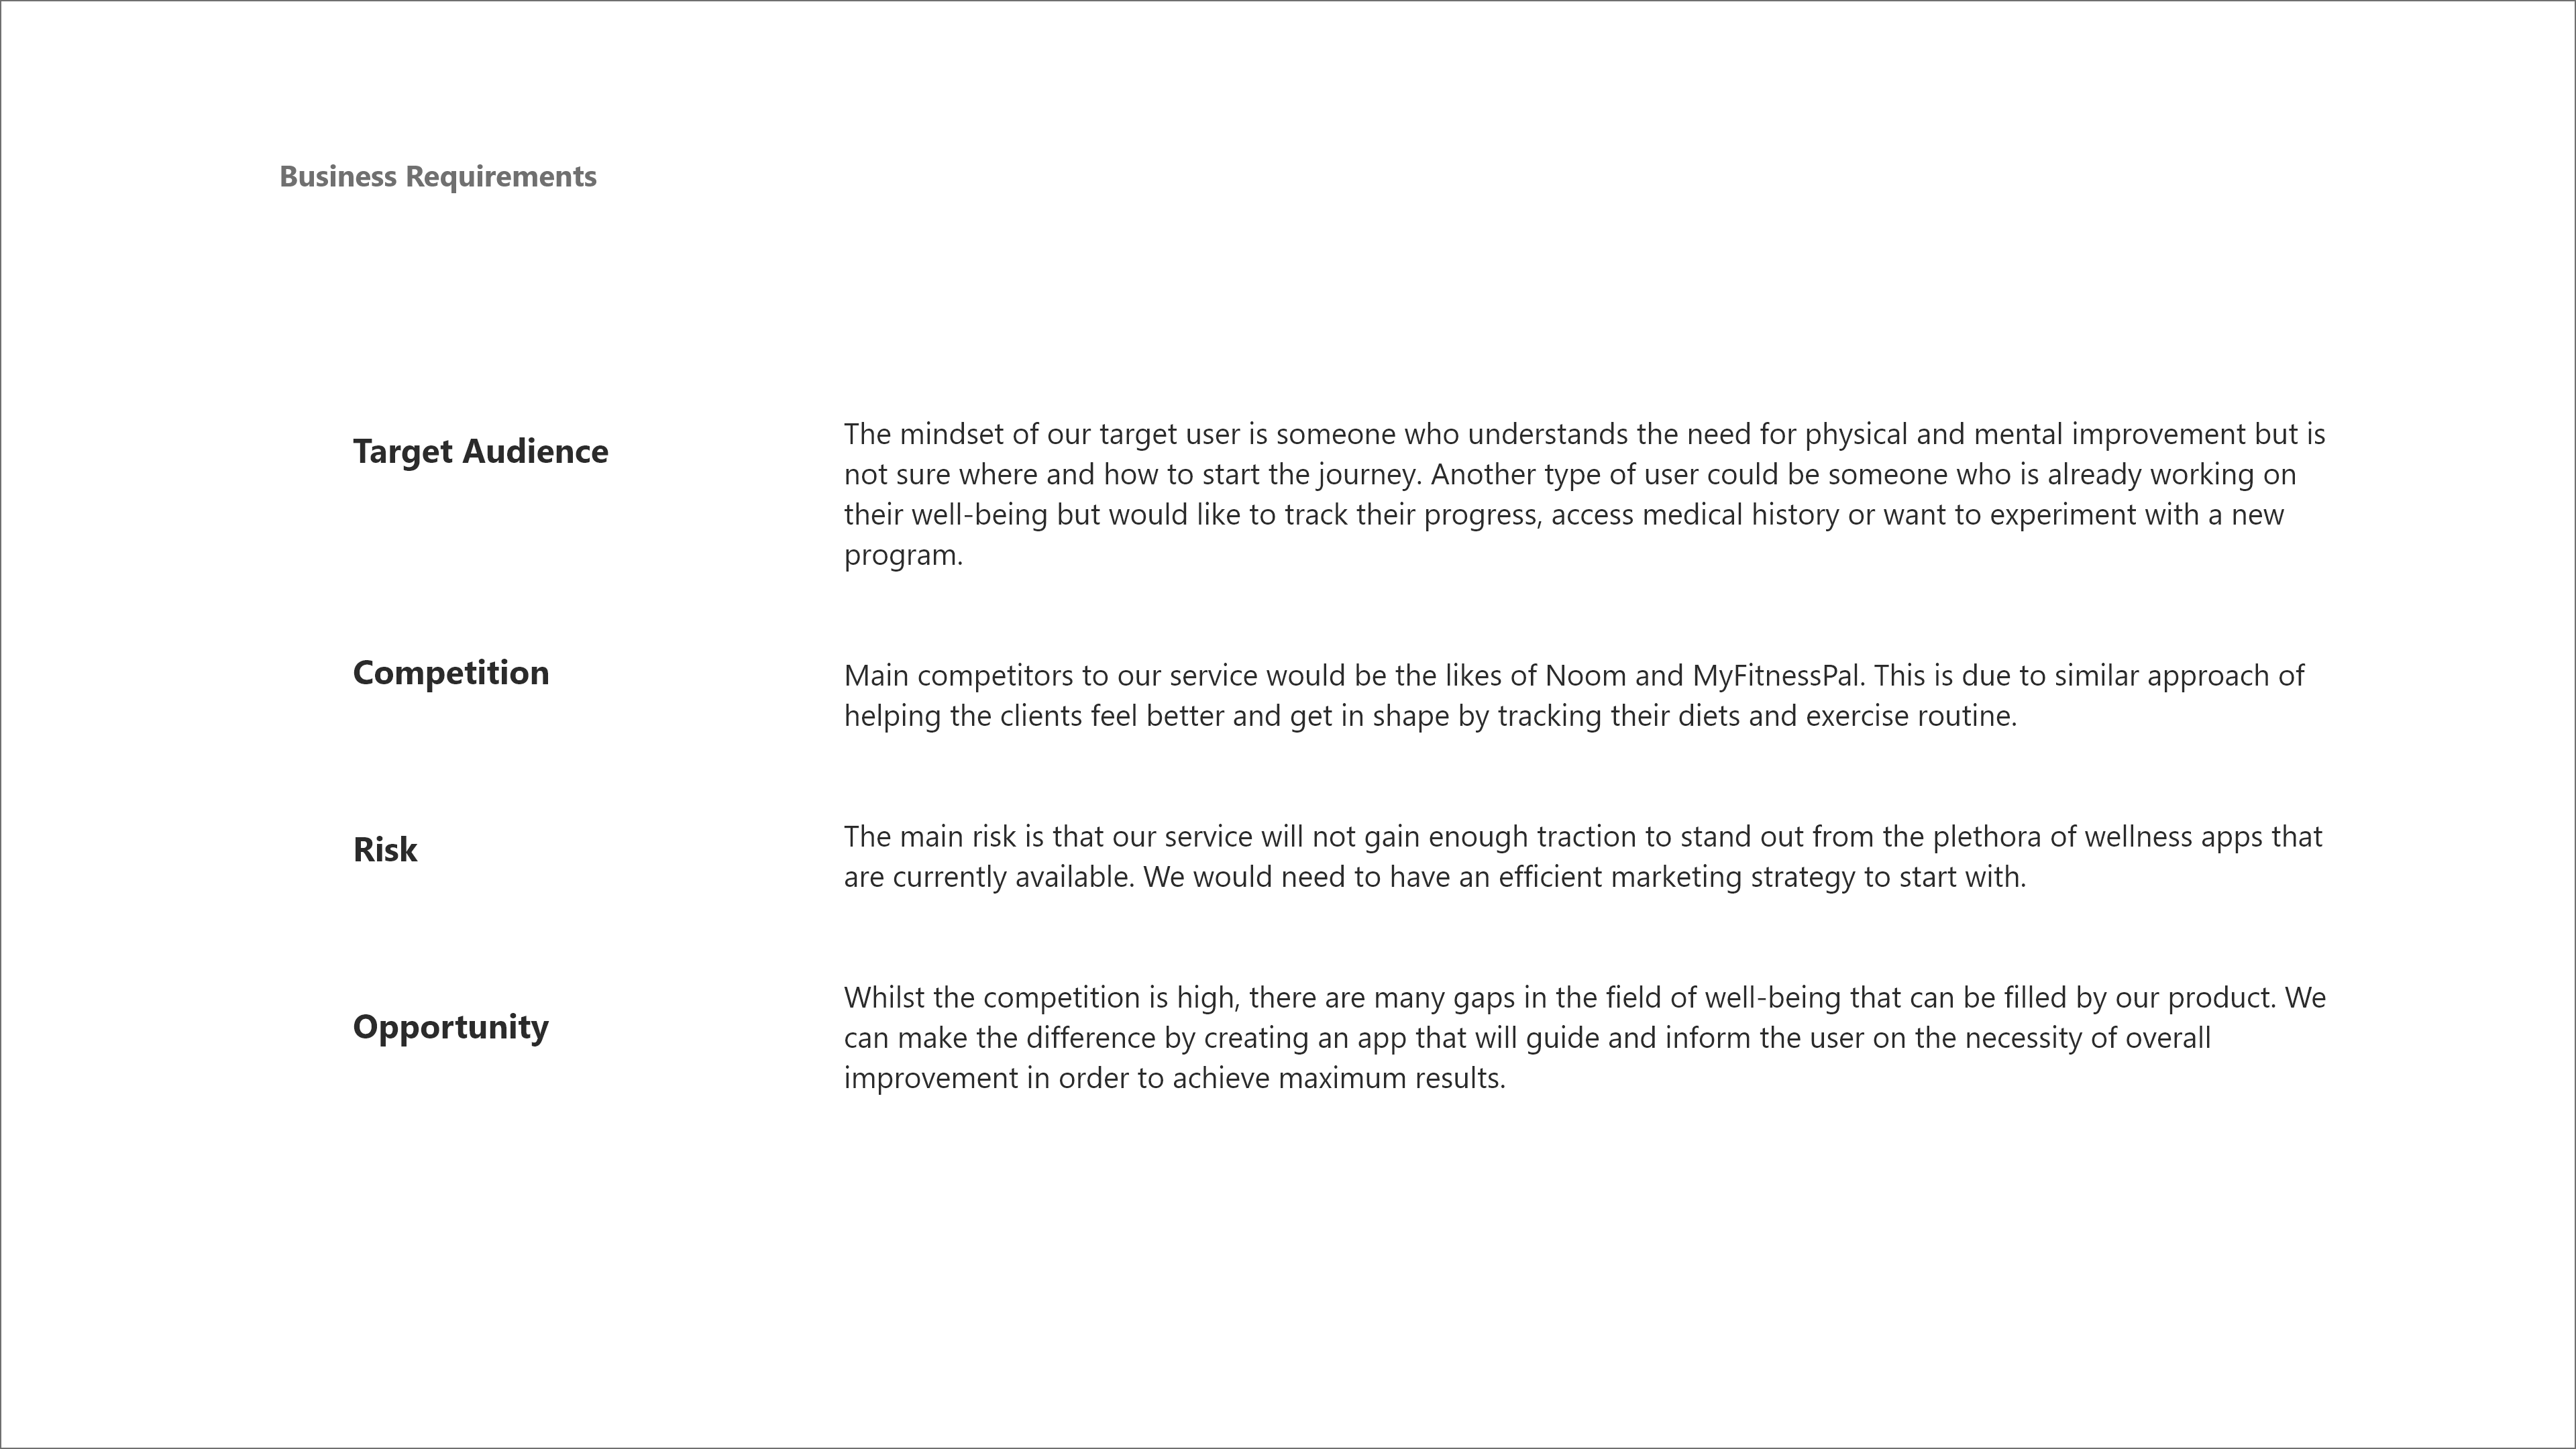 Business Requirements
Target Audience
The mindset of our target user is someone who understands the need for physical and mental improvement but is
not sure where and how to start the journey. Another type of user could be someone who is already working on
their well-being but would like to track their progress, access medical history or want to experiment with a new
program.
Competition
Main competitors to our service would be the likes of Noom and MyFitnessPal. This is due to similar approach of
helping the clients feel better and get in shape by tracking their diets and exercise routine.
Risk
The main risk is that our service will not gain enough traction to stand out from the plethora of wellness apps that
are currently available. We would need to have an efficient marketing strategy to start with.
Opportunity
Whilst the competition is high, there are many gaps in the field of well-being that can be filled by our product. We
can make the difference by creating an app that will guide and inform the user on the necessity of overall
improvement in order to achieve maximum results.